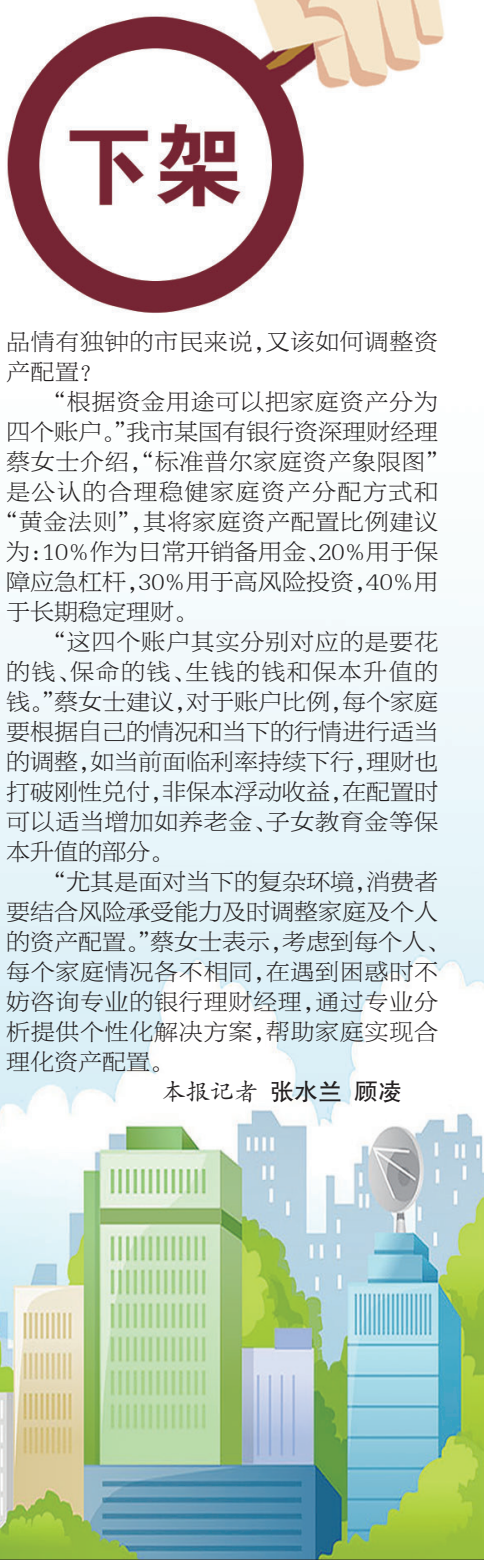 下架
品情有独钟的市民来说,又该如何调整资
产配置?
“根据资金用途可以把家庭资产分为
四个账户。”我市某国有银行资深理财经理
蔡女士介绍,“标准普尔家庭资产象限图”
是公认的合理稳健家庭资产分配方式和
“黄金法则”,其将家庭资产配置比例建议
为:10%作为日常开销备用金、20%用于保
障应急杠杆,30%用于高风险投资,40%用
于长期稳定理财。
“这四个账户其实分别对应的是要花
的钱、保命的钱、生钱的钱和保本升值的
钱。”蔡女士建议,对于账户比例,每个家庭
要根据自己的情况和当下的行情进行适当
的调整,如当前面临利率持续下行,理财也
打破刚性兑付,非保本浮动收益,在配置时
可以适当增加如养老金、子女教育金等保
本升值的部分。
“尤其是面对当下的复杂环境,消费者
要结合风险承受能力及时调整家庭及个人
的资产配置。”蔡女士表示,考虑到每个人、
每个家庭情况各不相同,在遇到困惑时不
妨咨询专业的银行理财经理,通过专业分
析提供个性化解决方案,帮助家庭实现合
理化资产配置。
本报记者 张水兰 顾凌